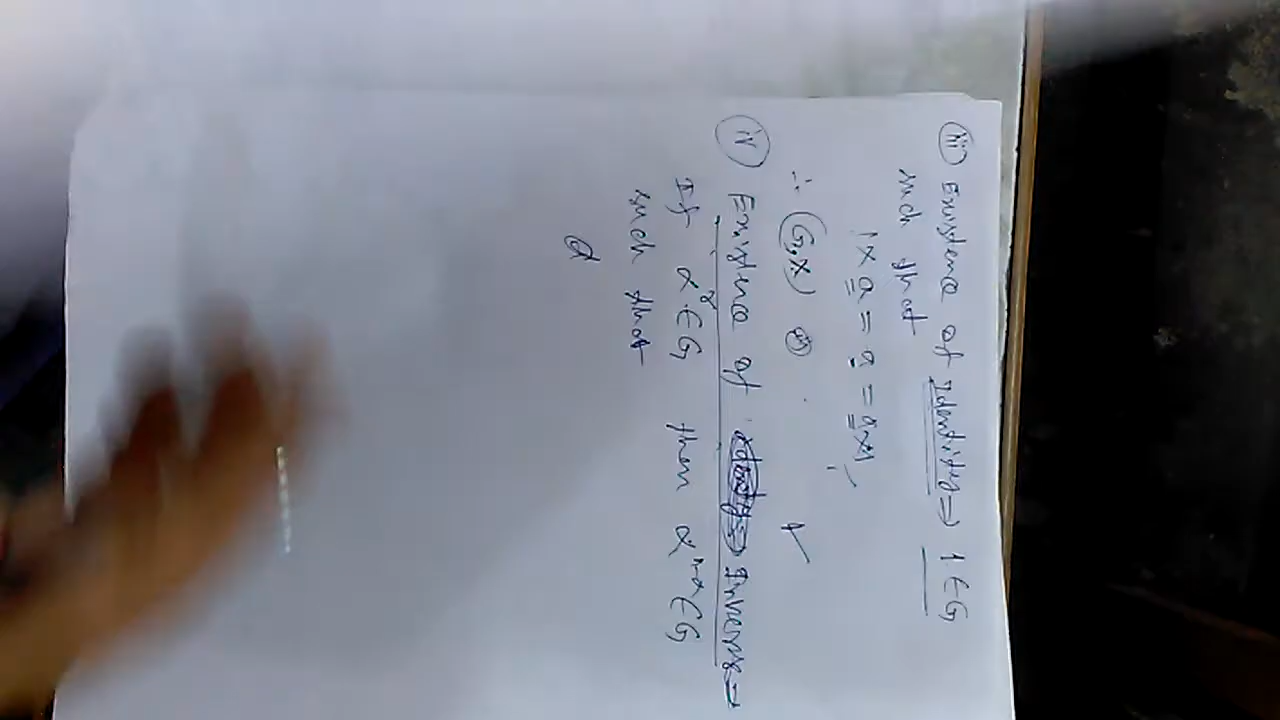 (iii) Existence of Identity ⇒ 1 ∈ G
such that
1 × a = a = a×1
∴ (G, ×)
(iv) Existence of Inverse →
If α^r ∈ G then α^n-r ∈ G
such that
α